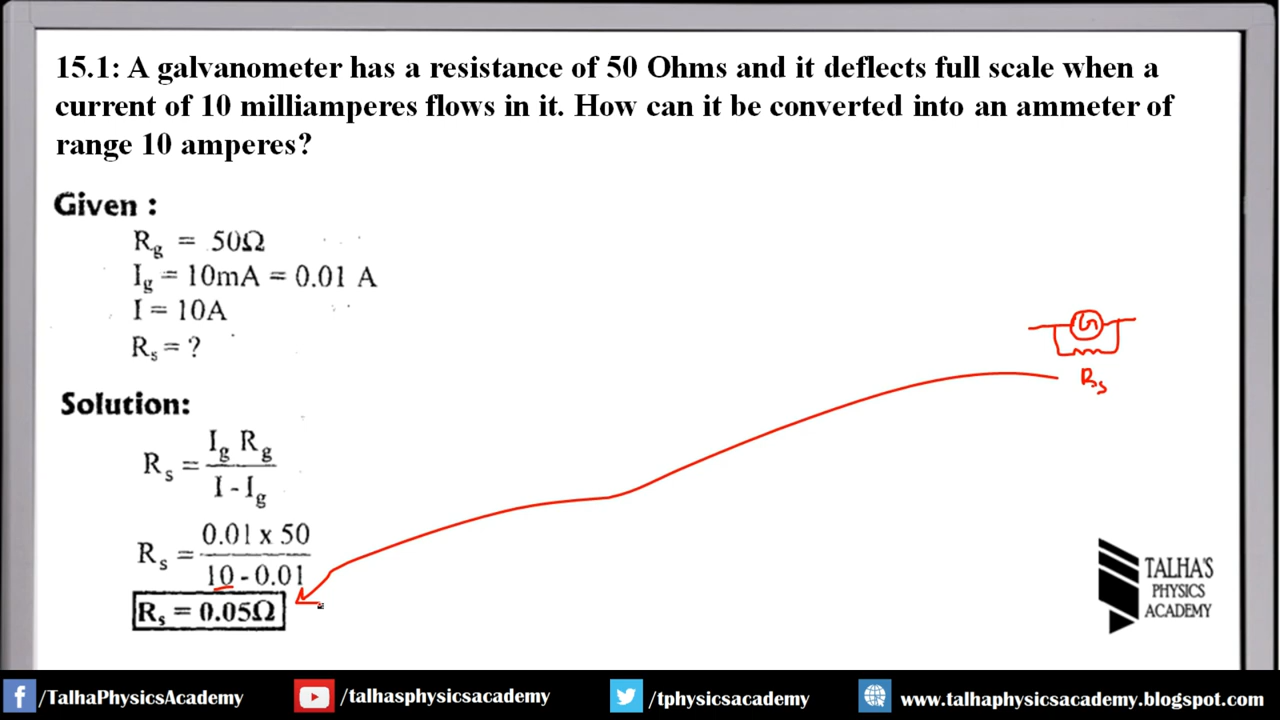 15.1: A galvanometer has a resistance of 50 Ohms and it deflects full scale when a
current of 10 milliamperes flows in it. How can it be converted into an ammeter of
range 10 amperes?
Given :
Rg = 50Ω
Ig = 10mA = 0.01 A
I = 10A
Rs = ?
G
Rs
Solution:
Rs = Ig Rg / I - Ig
Rs = 0.01 x 50 / 10 - 0.01
Rs = 0.05Ω
TALHA'S
PHYSICS
ACADEMY
/TalhaPhysicsAcademy
/talhasphysicsacademy
/tphysicsacademy
www.talhaphysicsacademy.blogspot.com